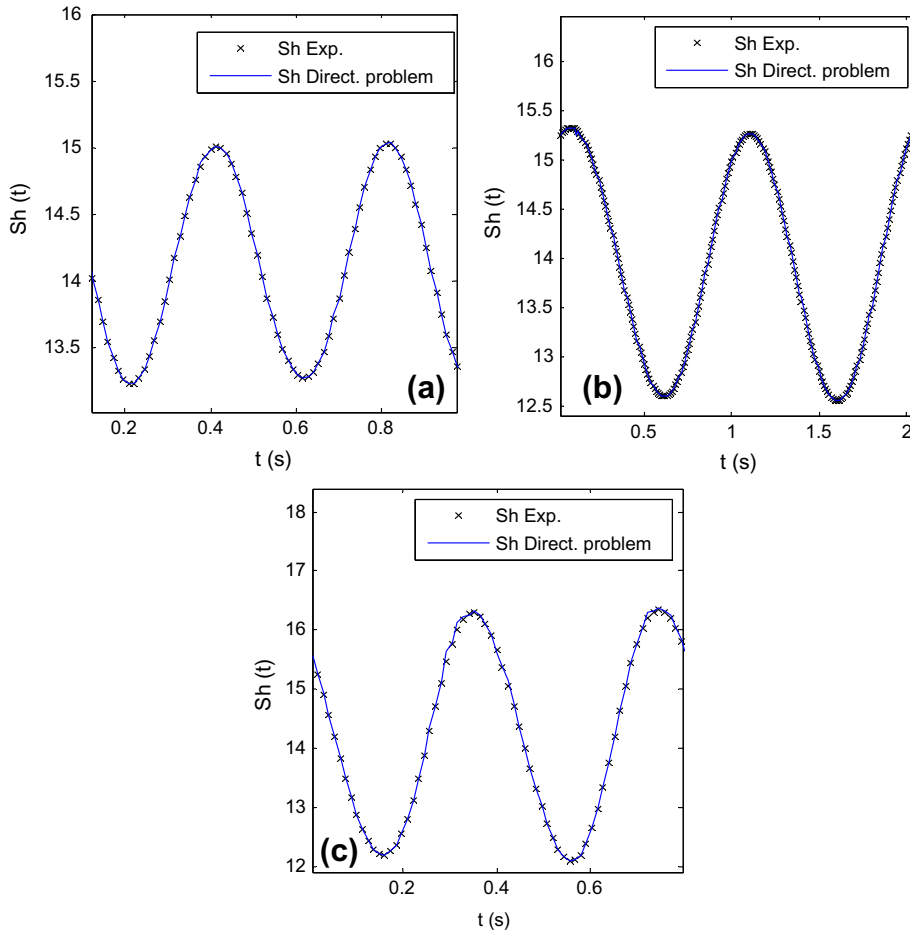 16
15.5
15
14.5
14
13.5
Sh (t)
Sh Exp.
Sh Direct. problem
(a)
0.2
0.4
0.6
0.8
t (s)
16
15.5
15
14.5
14
13.5
13
12.5
Sh (t)
Sh Exp.
Sh Direct. problem
(b)
0.5
1
1.5
2
t (s)
18
17
16
15
14
13
12
Sh (t)
Sh Exp.
Sh Direct. problem
(c)
0.2
0.4
0.6
t (s)